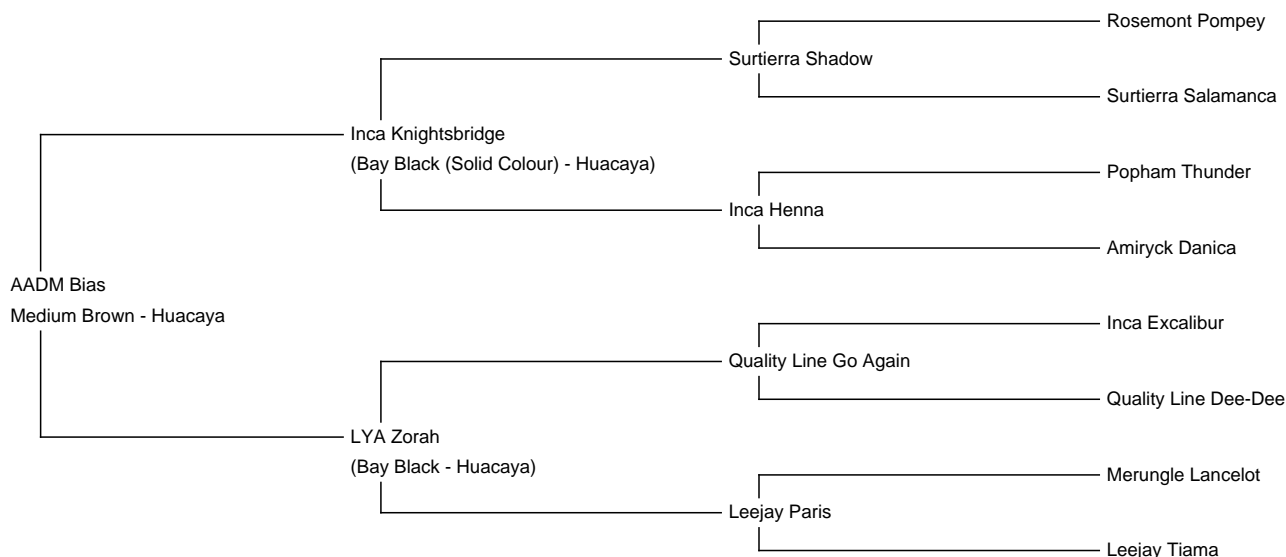 Rosemont Pompey
Surtierra Shadow
Surtierra Salamanca
Inca Knightsbridge
(Bay Black (Solid Colour) - Huacaya)
Popham Thunder
Inca Henna
Amiryck Danica
AADM Bias
Medium Brown - Huacaya
Inca Excalibur
Quality Line Go Again
Quality Line Dee-Dee
LYA Zorah
(Bay Black - Huacaya)
Merungle Lancelot
Leejay Paris
Leejay Tiama